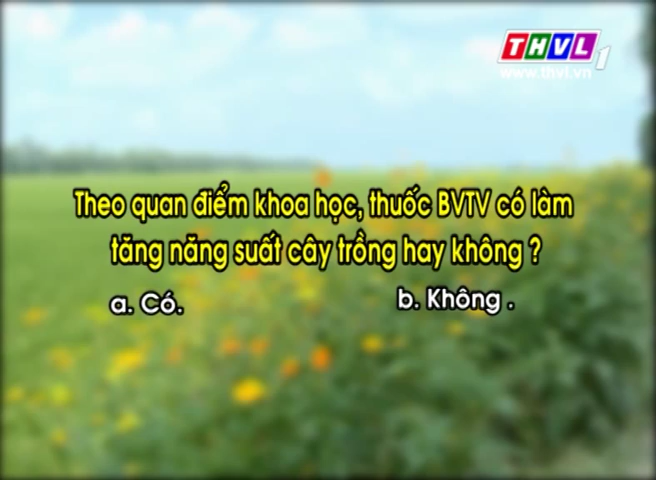 THVL1
www.thvl.vn
Theo quan điểm khoa học, thuốc BVTV có làm
tăng năng suất cây trồng hay không ?
a. Có.
b. Không .